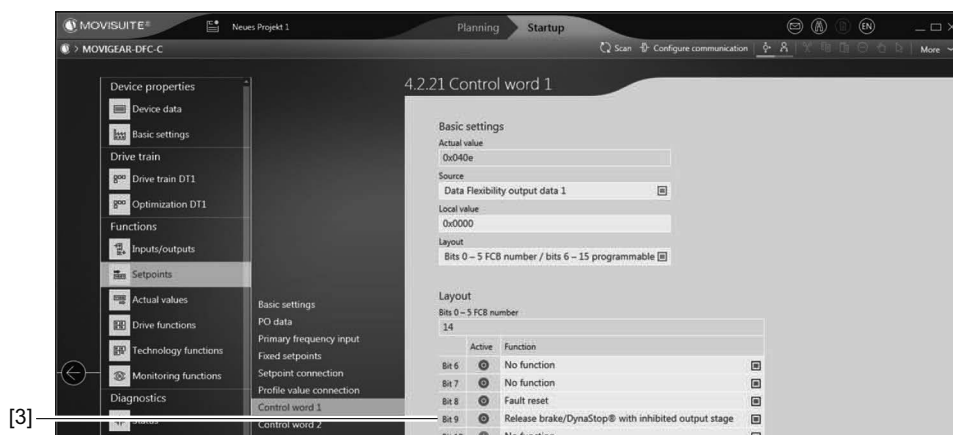 MOVISUITE®
Neues Projekt 1
Planning
Startup
EN
> MOVIGEAR-DFC-C
Scan
Configure communication
More
Device properties
Device data
Basic settings
Drive train
Drive train DT1
Optimization DT1
Functions
Inputs/outputs
Setpoints
Actual values
Drive functions
Technology functions
Monitoring functions
Diagnostics
Status
Basic settings
PO data
Primary frequency input
Fixed setpoints
Setpoint connection
Profile value connection
Control word 1
Control word 2
4.2.21 Control word 1
Basic settings
Actual value
0x040e
Source
Data Flexibility output data 1
Local value
0x0000
Layout
Bits 0 – 5 FCB number / bits 6 – 15 programmable
Layout
Bits 0 – 5 FCB number
14
Active Function
Bit 6 No function
Bit 7 No function
Bit 8 Fault reset
Bit 9 Release brake/DynaStop® with inhibited output stage
No function
[3]